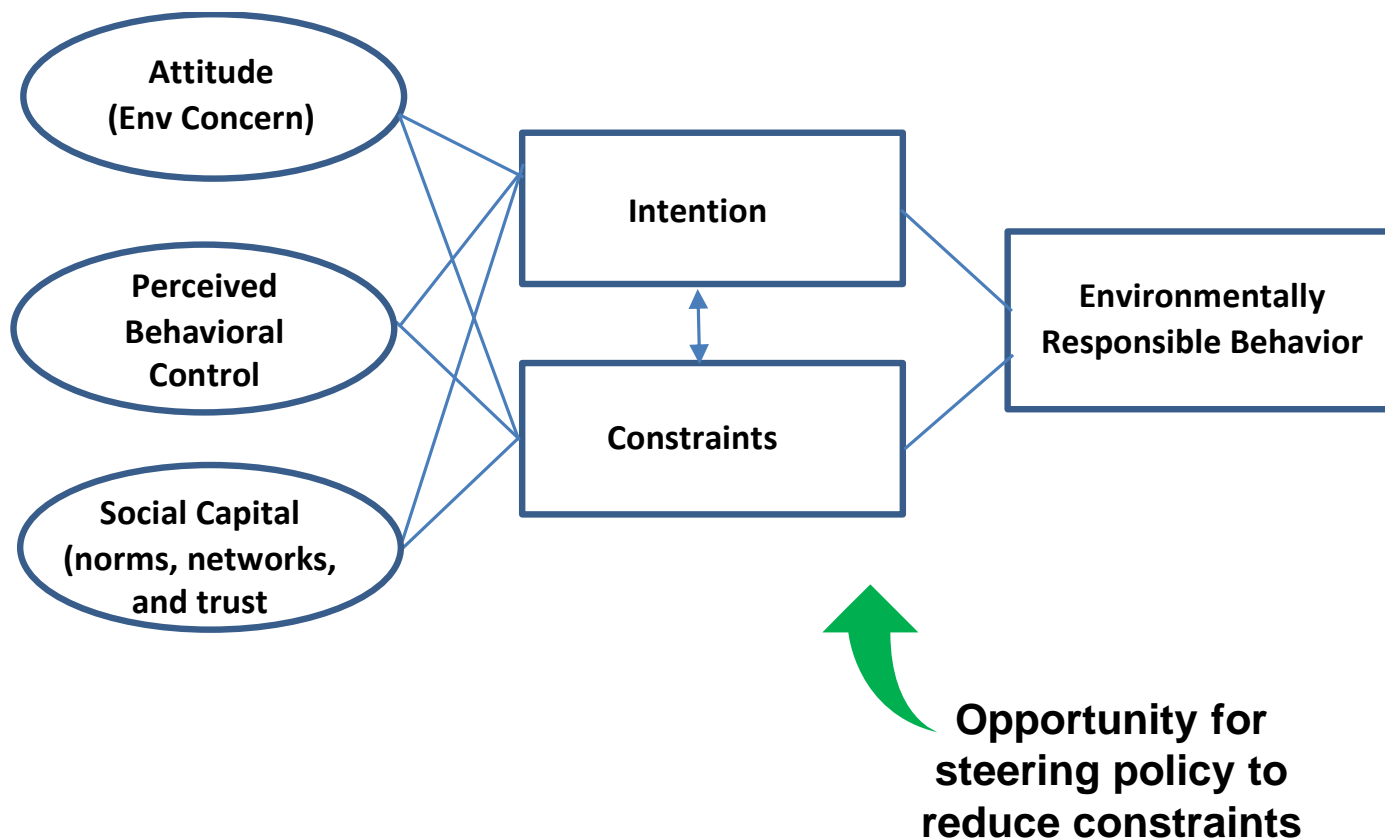 Attitude
(Env Concern)
Perceived
Behavioral
Control
Social Capital
(norms, networks,
and trust
Intention
Constraints
Environmentally
Responsible Behavior
Opportunity for
steering policy to
reduce constraints